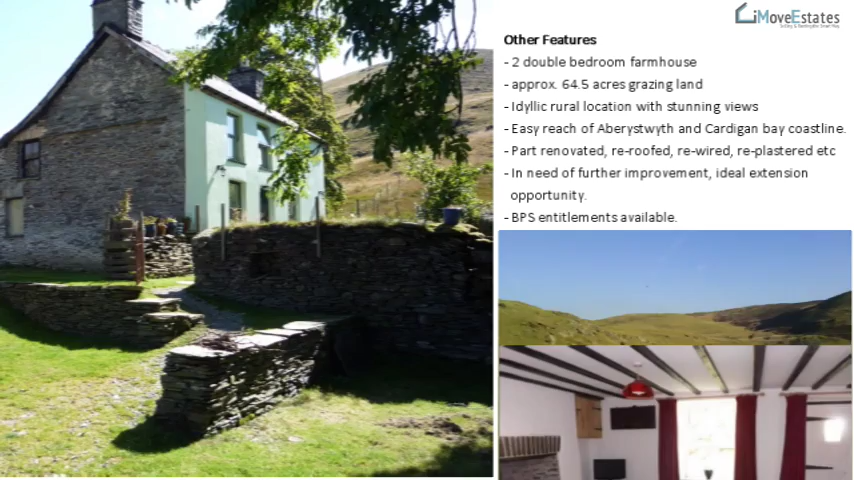 iMoveEstates
Other Features
- 2 double bedroom farmhouse
- approx. 64.5 acres grazing land
- Idyllic rural location with stunning views
- Easy reach of Aberystwyth and Cardigan bay coastline.
- Part renovated, re-roofed, re-wired, re-plastered etc
- In need of further improvement, ideal extension
opportunity.
- BPS entitlements available.